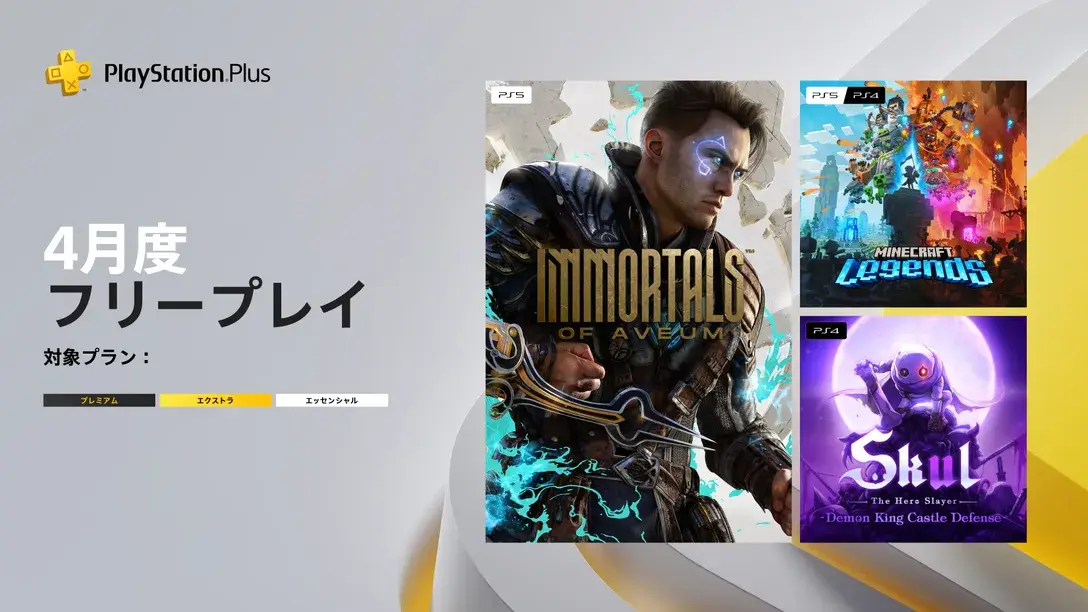 PlayStation.Plus
4月度
フリープレイ
対象プラン：
プレミアム
エクストラ
エッセンシャル
PS5
IMMORTALS™
OF AVEUM
PS5
PS4
MINECRAFT
Legends
PS4
Skul
The Hero Slayer
-Demon King Castle Defense-